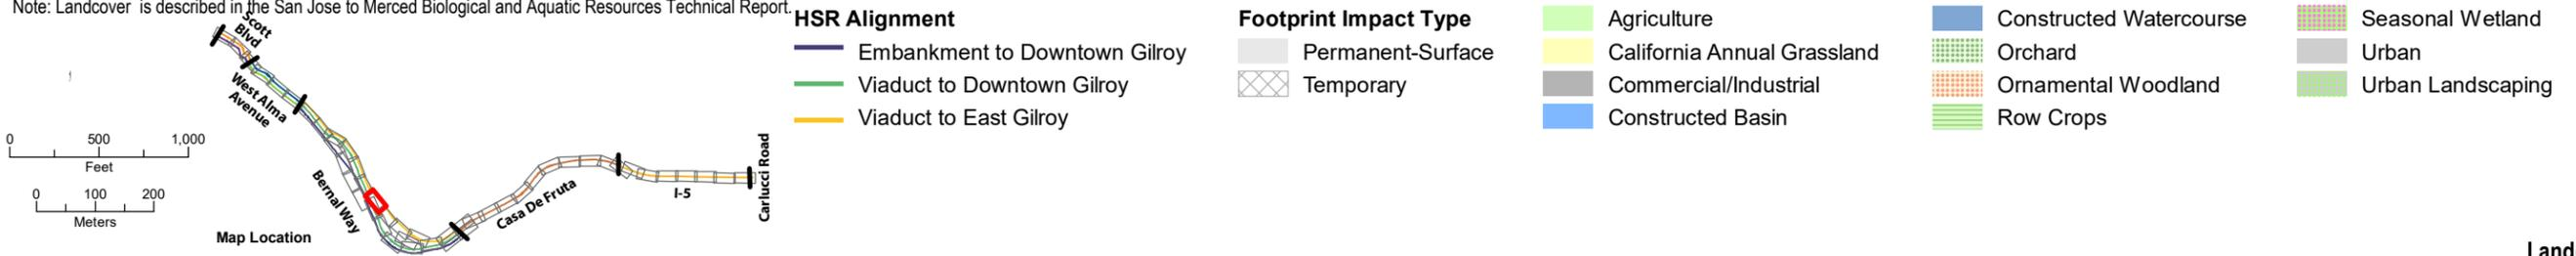 Note: Landcover is described in the San Jose to Merced Biological and Aquatic Resources Technical Report.
Scott
Blvd
West Alma
Avenue
0 500 1,000
Feet
0 100 200
Meters
Bernal Way
Map Location
Casa De Fruta
I-5
Carlucci Road
HSR Alignment
Embankment to Downtown Gilroy
Viaduct to Downtown Gilroy
Viaduct to East Gilroy
Footprint Impact Type
Permanent-Surface
Temporary
Agriculture
California Annual Grassland
Commercial/Industrial
Constructed Basin
Constructed Watercourse
Orchard
Ornamental Woodland
Row Crops
Seasonal Wetland
Urban
Urban Landscaping
Land